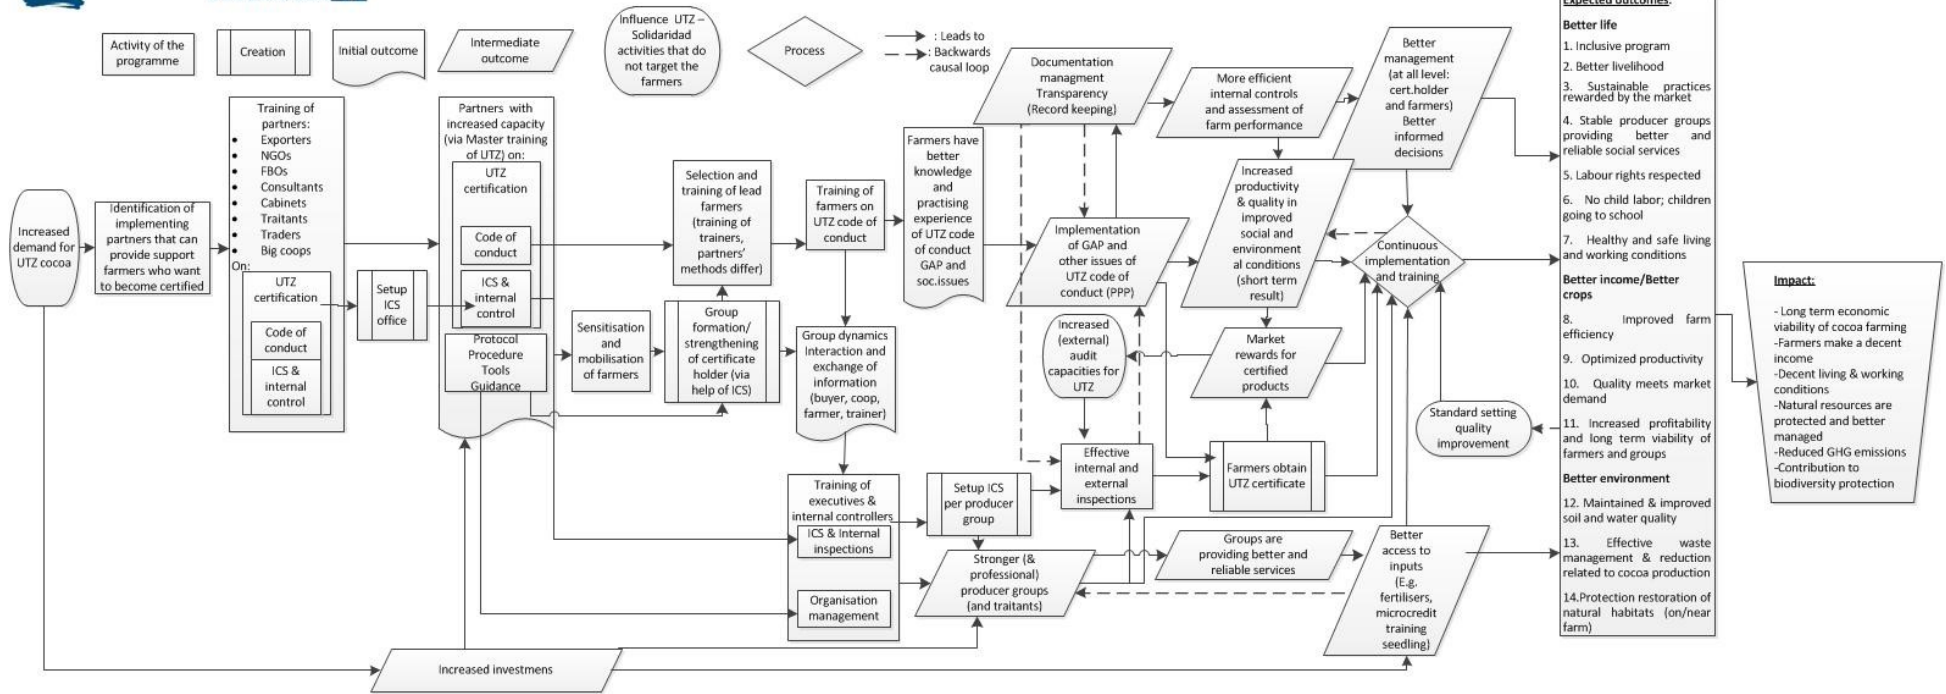 Activity of the
programme
Creation
Initial outcome
Intermediate
outcome
Influence UTZ –
Solidaridad
activities that do
not target the
farmers
Process
: Leads to
: Backwards
causal loop
Increased
demand for
UTZ cocoa
Identification of
implementing
partners that can
provide support
farmers who want
to become certified
Training of
partners:
• Exporters
• NGOs
• FBOs
• Consultants
• Cabinets
• Traitants
• Traders
• Big coops
On:
UTZ
certification
Code of
conduct
ICS &
internal
control
Setup
ICS
office
Partners with
increased capacity
(via Master training
of UTZ) on:
UTZ
certification
Code of
conduct
ICS &
internal
control
Protocol
Procedure
Tools
Guidance
Sensitisation
and
mobilisation
of farmers
Selection and
training of lead
farmers
(training of
trainers,
partners’
methods differ)
Group
formation/
strengthening
of certificate
holder (via
help of ICS)
Training of
farmers on
UTZ code of
conduct
Group dynamics
Interaction and
exchange of
information
(buyer, coop,
farmer, trainer)
Training of
executives &
internal controllers
ICS & Internal
inspections
Organisation
management
Farmers have
better
knowledge
and
practising
experience
of UTZ code
of conduct
GAP and
soc.issues
Setup ICS
per producer
group
Stronger (&
professional)
producer groups
(and traitants)
Documentation
managment
Transparency
(Record keeping)
Implementation
of GAP and
other issues of
UTZ code of
conduct (PPP)
Increased
(external)
audit
capacities for
UTZ
Effective
internal and
external
inspections
More efficient
internal controls
and assessment of
farm performance
Increased
productivity
& quality in
improved
social and
environment
al conditions
(short term
result)
Market
rewards for
certified
products
Farmers obtain
UTZ certificate
Groups are
providing better and
reliable services
Better
management
(at all level:
cert.holder
and farmers)
Better
informed
decisions
Continuous
implementation
and training
Standard setting
quality
improvement
Better
access to
inputs
(E.g.
fertilisers,
microcredit
training
seedling)
Increased investmens
Expected outcomes:
Better life
1. Inclusive program
2. Better livelihood
3. Sustainable practices
rewarded by the market
4. Stable producer groups
providing better and
reliable social services
5. Labour rights respected
6. No child labor; children
going to school
7. Healthy and safe living
and working conditions
Better income/Better
crops
8. Improved farm
efficiency
9. Optimized productivity
10. Quality meets market
demand
11. Increased profitability
and long term viability of
farmers and groups
Better environment
12. Maintained & improved
soil and water quality
13. Effective waste
management & reduction
related to cocoa production
14.Protection restoration of
natural habitats (on/near
farm)
Impact:
- Long term economic
viability of cocoa farming
-Farmers make a decent
income
-Decent living & working
conditions
-Natural resources are
protected and better
managed
-Reduced GHG emissions
-Contribution to
biodiversity protection